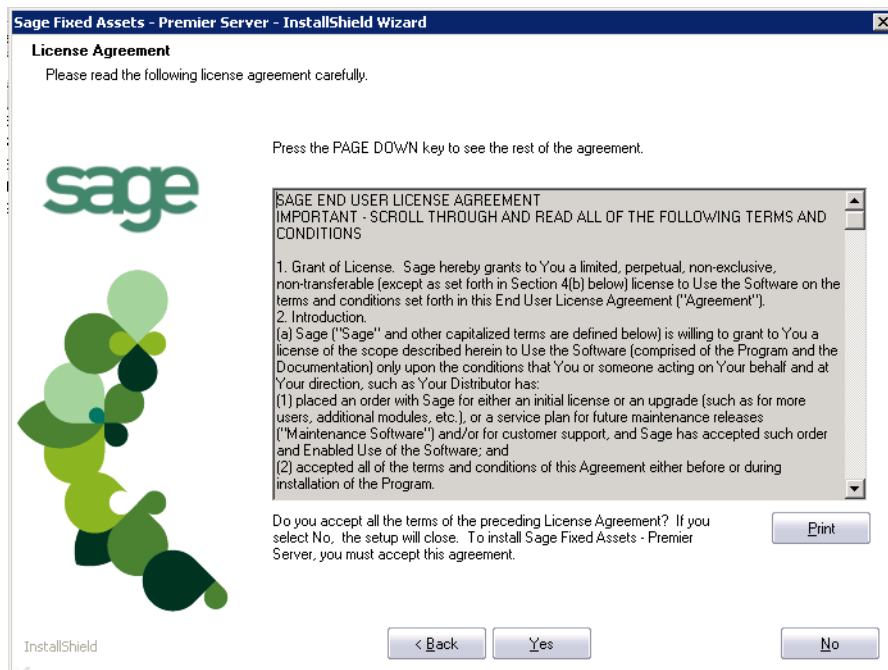 Sage Fixed Assets - Premier Server - InstallShield Wizard
License Agreement
Please read the following license agreement carefully.
Press the PAGE DOWN key to see the rest of the agreement.
sage
SAGE END USER LICENSE AGREEMENT
IMPORTANT - SCROLL THROUGH AND READ ALL OF THE FOLLOWING TERMS AND
CONDITIONS
1. Grant of License.  Sage hereby grants to You a limited, perpetual, non-exclusive,
non-transferable (except as set forth in Section 4(b) below) license to Use the Software on the
terms and conditions set forth in this End User License Agreement ("Agreement").
2. Introduction.
(a) Sage ("Sage" and other capitalized terms are defined below) is willing to grant to You a
license of the scope described herein to Use the Software (comprised of the Program and the
Documentation) only upon the conditions that You or someone acting on Your behalf and at
Your direction, such as Your Distributor has:
(1) placed an order with Sage for either an initial license or an upgrade (such as for more
users, additional modules, etc.), or a service plan for future maintenance releases
("Maintenance Software") and/or for customer support, and Sage has accepted such order
and Enabled Use of the Software; and
(2) accepted all of the terms and conditions of this Agreement either before or during
installation of the Program.
Do you accept all the terms of the preceding License Agreement?  If you
select No,  the setup will close.  To install Sage Fixed Assets - Premier
Server, you must accept this agreement.
Print
InstallShield
< Back
Yes
No